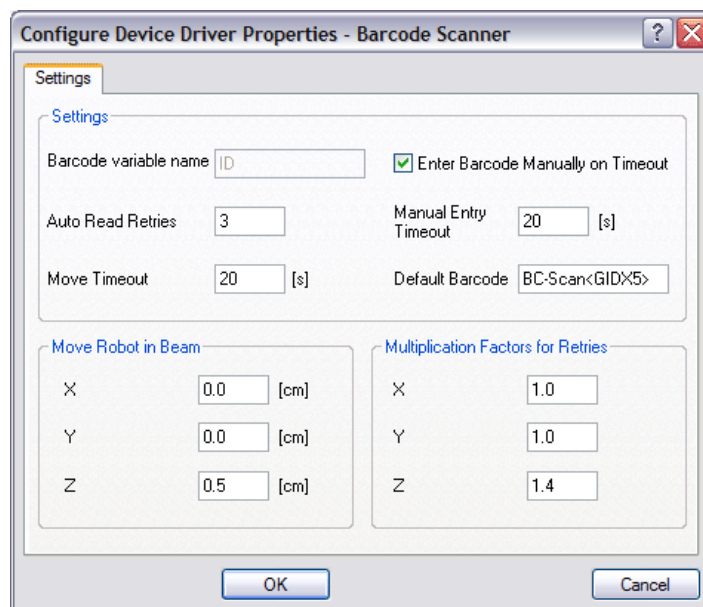 Configure Device Driver Properties - Barcode Scanner
Settings
Settings
Barcode variable name ID
Enter Barcode Manually on Timeout
Auto Read Retries 3
Manual Entry
Timeout 20 [s]
Move Timeout 20 [s]
Default Barcode BC-Scan<GIDX5>
Move Robot in Beam
X 0.0 [cm]
Y 0.0 [cm]
Z 0.5 [cm]
Multiplication Factors for Retries
X 1.0
Y 1.0
Z 1.4
OK
Cancel